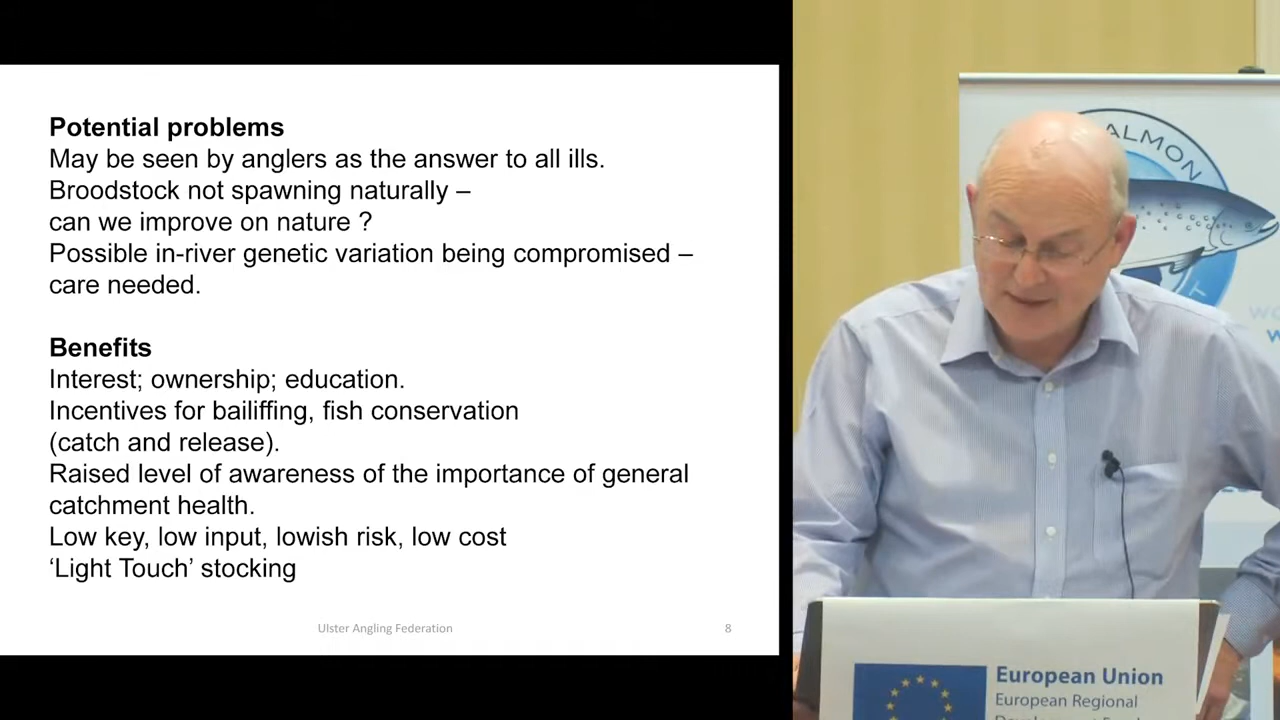 Potential problems
May be seen by anglers as the answer to all ills.
Broodstock not spawning naturally –
can we improve on nature ?
Possible in-river genetic variation being compromised –
care needed.
Benefits
Interest; ownership; education.
Incentives for bailiffing, fish conservation
(catch and release).
Raised level of awareness of the importance of general
catchment health.
Low key, low input, lowish risk, low cost
‘Light Touch’ stocking
Ulster Angling Federation
8
ALMON
T
European Union
European Regional